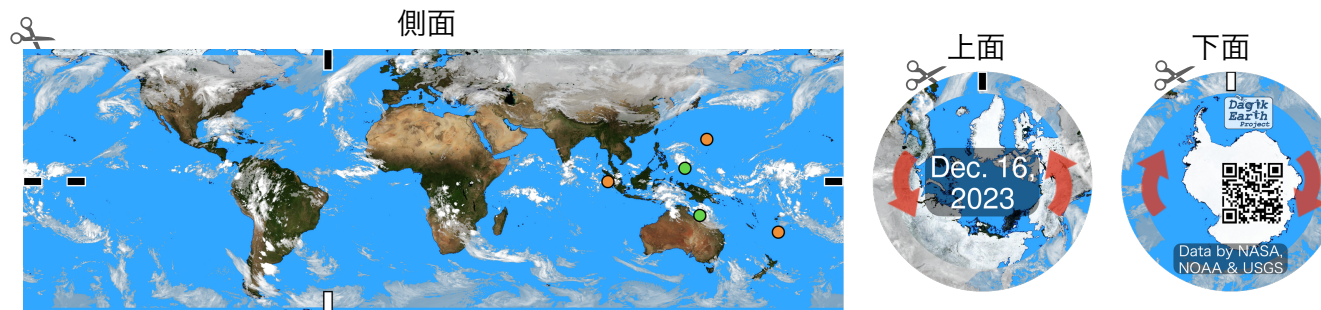 側面
上面
下面
Dec. 16,
2023
Dagik
Earth
Project
Data by NASA,
NOAA & USGS